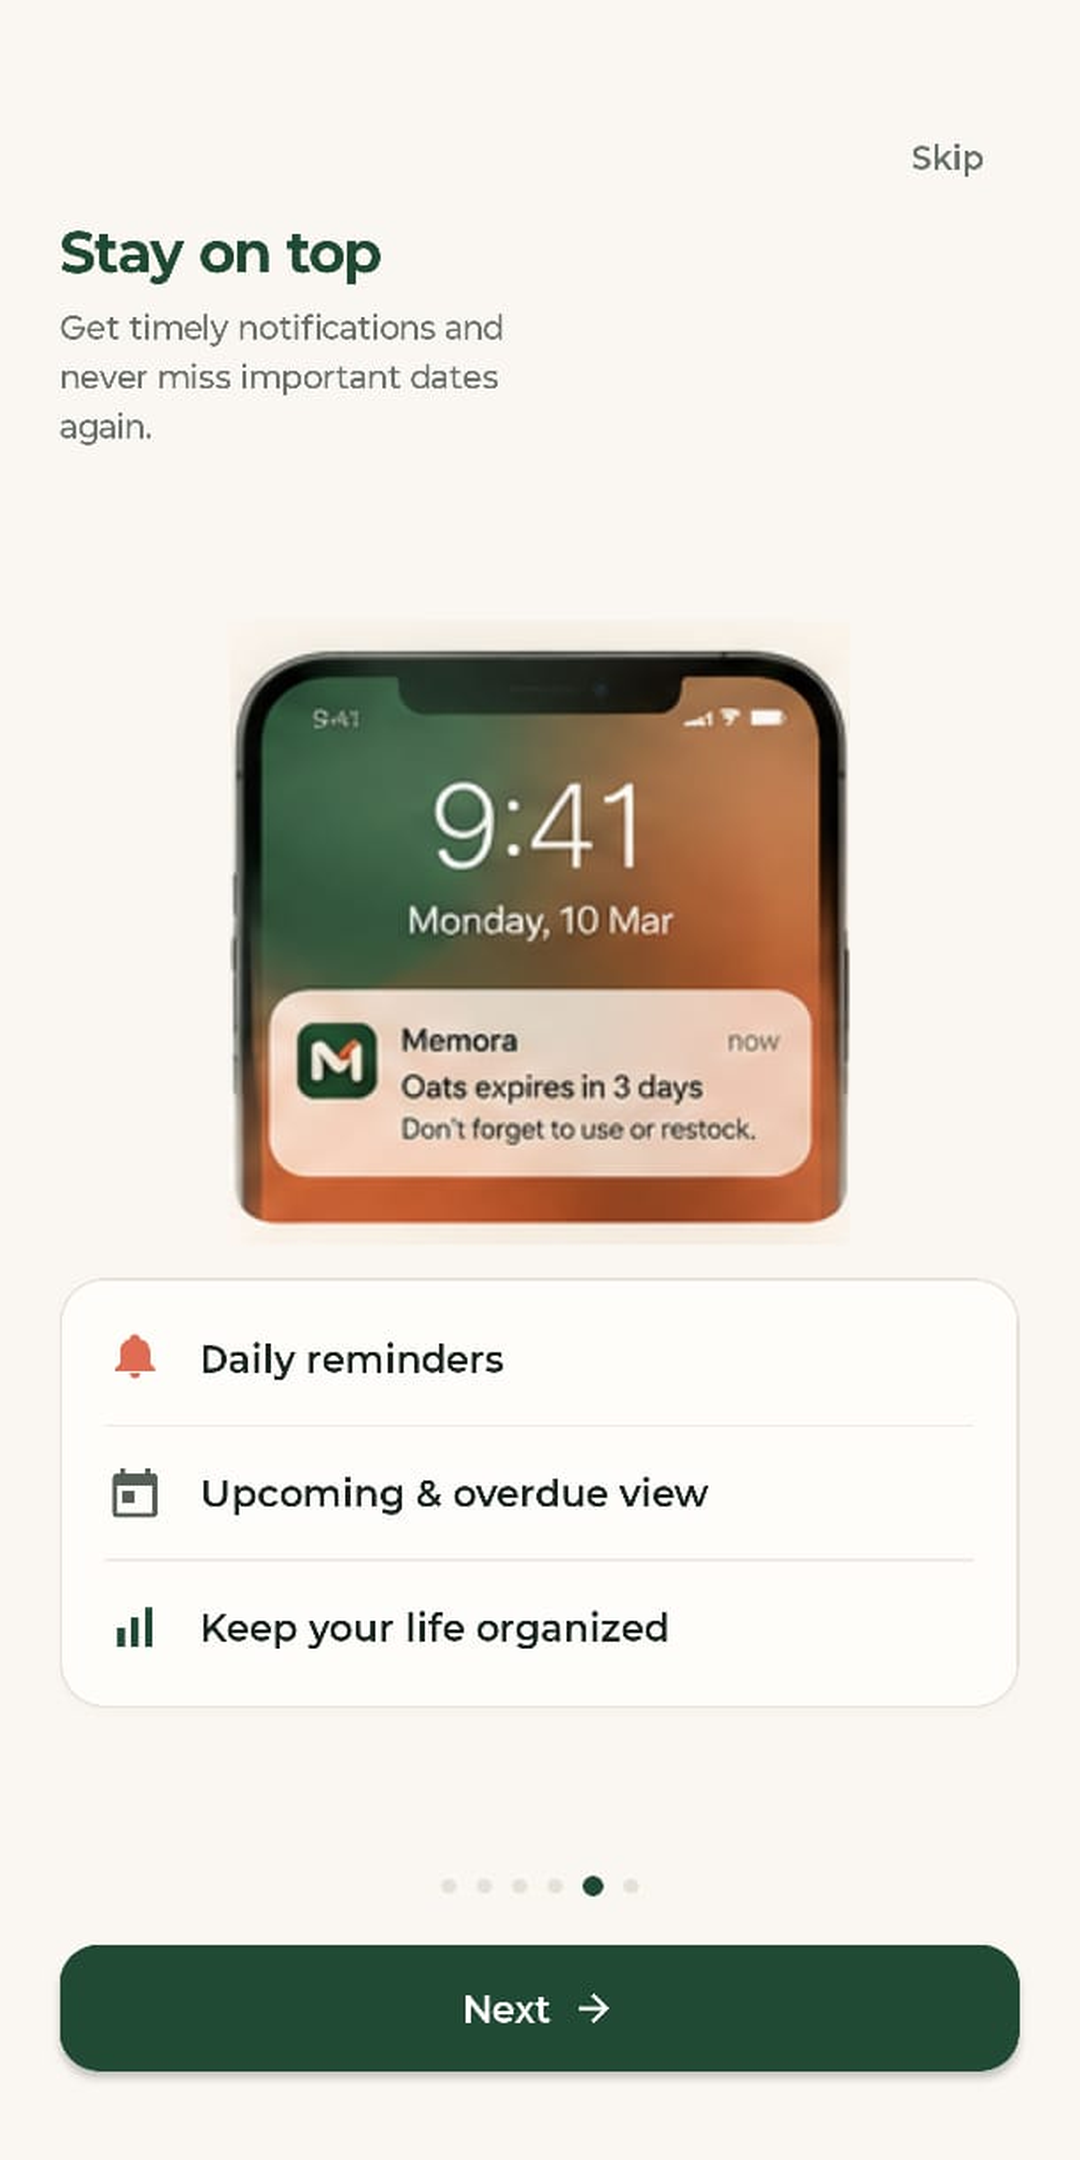 Skip
Stay on top
Get timely notifications and
never miss important dates
again.
9:41
Monday, 10 Mar
Memora now
Oats expires in 3 days
Don't forget to use or restock.
Daily reminders
Upcoming & overdue view
Keep your life organized
Next →